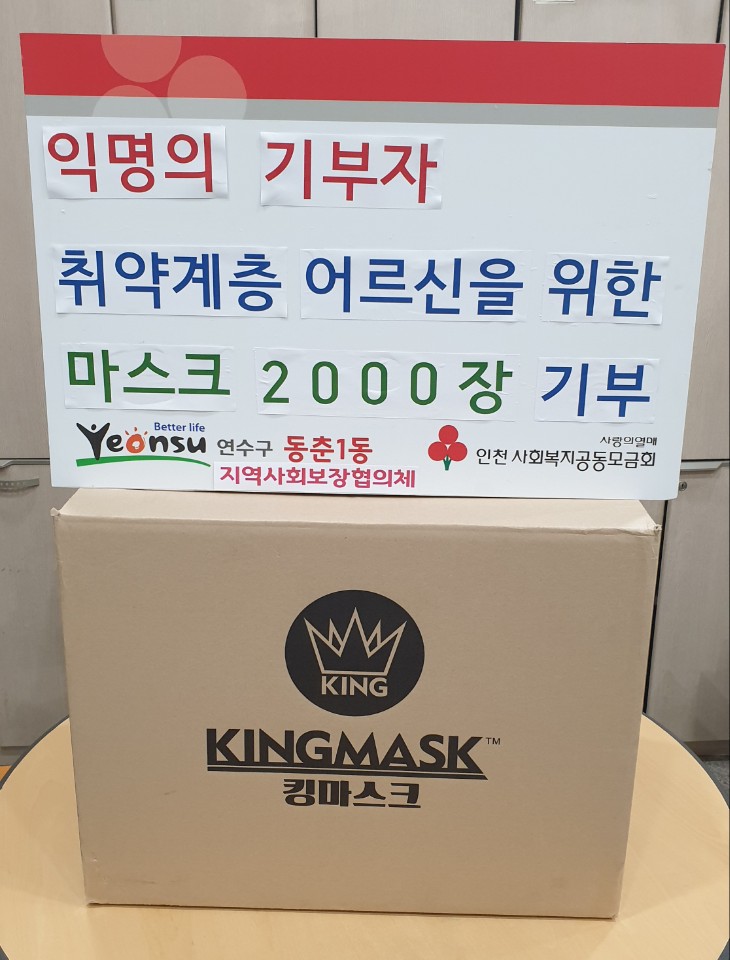 익명의 기부자
취약계층 어르신을 위한
마스크 2000장 기부
Better life
Yeonsu 연수구 동춘1동
지역사회보장협의체
사랑의열매
인천 사회복지공동모금회
KING
KINGMASK™
킹마스크